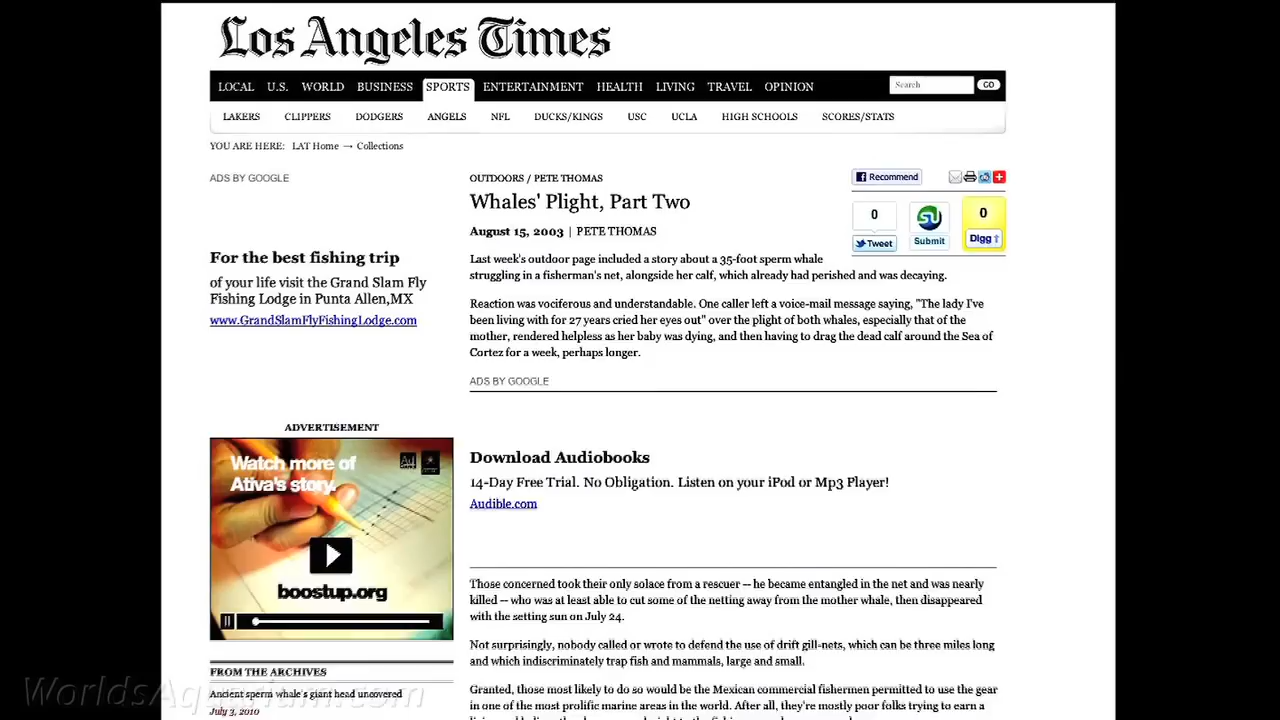 Los Angeles Times
LOCAL U.S. WORLD BUSINESS SPORTS ENTERTAINMENT HEALTH LIVING TRAVEL OPINION Search GO
LAKERS CLIPPERS DODGERS ANGELS NFL DUCKS/KINGS USC UCLA HIGH SCHOOLS SCORES/STATS
YOU ARE HERE: LAT Home → Collections
ADS BY GOOGLE
For the best fishing trip
of your life visit the Grand Slam Fly
Fishing Lodge in Punta Allen,MX
www.GrandSlamFlyFishingLodge.com
ADVERTISEMENT
Watch more of
Ativa's story.
Ad
boostup.org
FROM THE ARCHIVES
Ancient sperm whale's giant head uncovered
July 3, 2010
OUTDOORS / PETE THOMAS
Whales' Plight, Part Two
August 15, 2003 | PETE THOMAS
Recommend
0
Tweet
Submit
0
Digg
Last week's outdoor page included a story about a 35-foot sperm whale
struggling in a fisherman's net, alongside her calf, which already had perished and was decaying.
Reaction was vociferous and understandable. One caller left a voice-mail message saying, "The lady I've
been living with for 27 years cried her eyes out" over the plight of both whales, especially that of the
mother, rendered helpless as her baby was dying, and then having to drag the dead calf around the Sea of
Cortez for a week, perhaps longer.
ADS BY GOOGLE
Download Audiobooks
14-Day Free Trial. No Obligation. Listen on your iPod or Mp3 Player!
Audible.com
Those concerned took their only solace from a rescuer -- he became entangled in the net and was nearly
killed -- who was at least able to cut some of the netting away from the mother whale, then disappeared
with the setting sun on July 24.
Not surprisingly, nobody called or wrote to defend the use of drift gill-nets, which can be three miles long
and which indiscriminately trap fish and mammals, large and small.
Granted, those most likely to do so would be the Mexican commercial fishermen permitted to use the gear
in one of the most prolific marine areas in the world. After all, they're mostly poor folks trying to earn a
WorldsAquarium.com